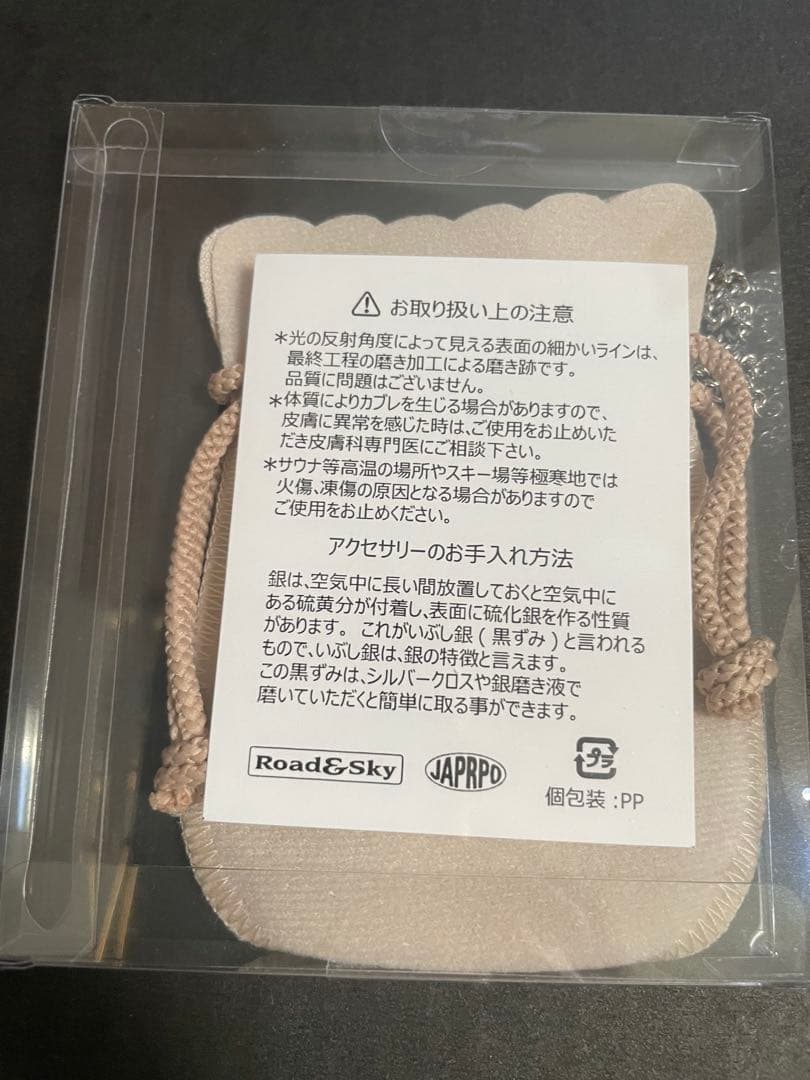 お取り扱い上の注意
＊光の反射角度によって見える表面の細かいラインは、
最終工程の磨き加工による磨き跡です。
品質に問題はございません。
＊体質によりカブレを生じる場合がありますので、
皮膚に異常を感じた時は、ご使用をお止めいた
だき皮膚科専門医にご相談下さい。
＊サウナ等高温の場所やスキー場等極寒地では
火傷、凍傷の原因となる場合がありますので
ご使用をお止めください。
アクセサリーのお手入れ方法
銀は、空気中に長い間放置しておくと空気中に
ある硫黄分が付着し、表面に硫化銀を作る性質
があります。 これがいぶし銀 ( 黒ずみ ) と言われる
もので、いぶし銀は、銀の特徴と言えます。
この黒ずみは、シルバークロスや銀磨き液で
磨いていただくと簡単に取る事ができます。
Road&Sky
JAPRPO
プラ
個包装 :PP